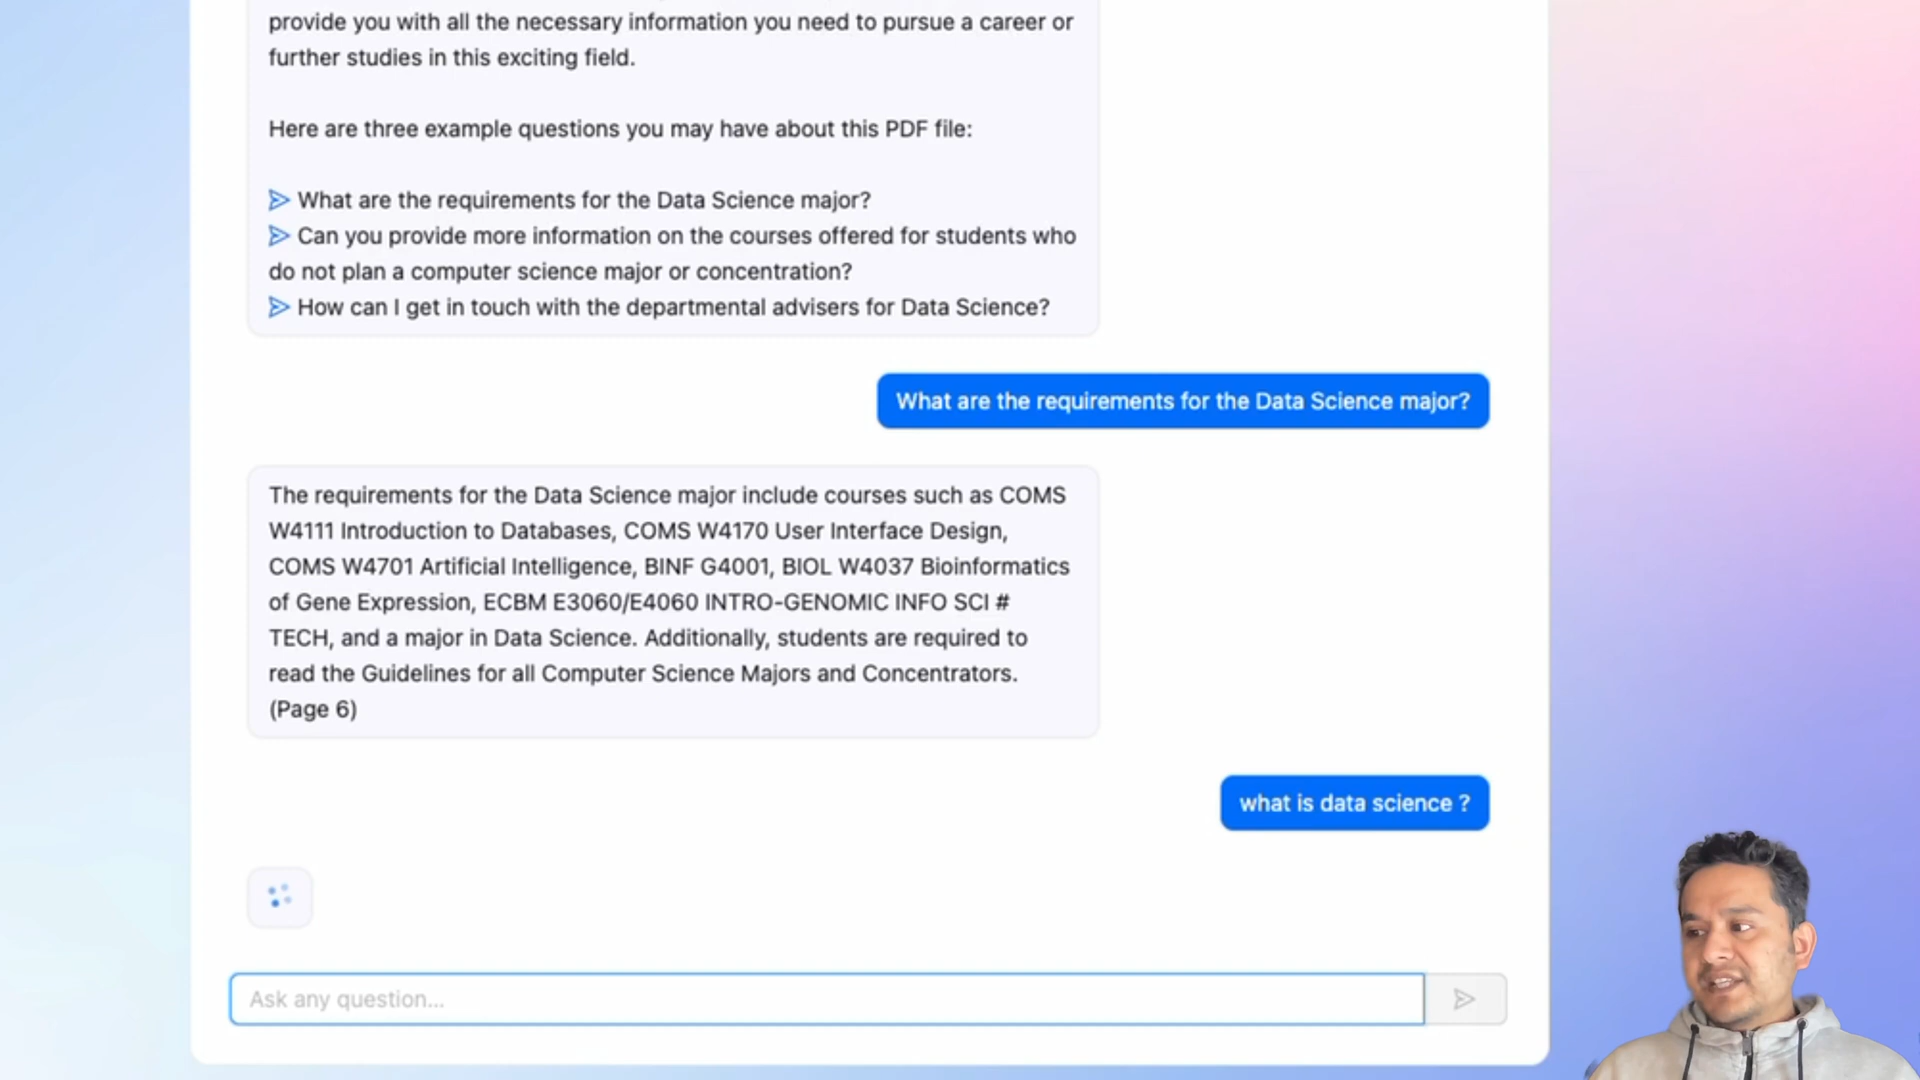 provide you with all the necessary information you need to pursue a career or
further studies in this exciting field.
Here are three example questions you may have about this PDF file:
What are the requirements for the Data Science major?
Can you provide more information on the courses offered for students who
do not plan a computer science major or concentration?
How can I get in touch with the departmental advisers for Data Science?
What are the requirements for the Data Science major?
The requirements for the Data Science major include courses such as COMS
W4111 Introduction to Databases, COMS W4170 User Interface Design,
COMS W4701 Artificial Intelligence, BINF G4001, BIOL W4037 Bioinformatics
of Gene Expression, ECBM E3060/E4060 INTRO-GENOMIC INFO SCI #
TECH, and a major in Data Science. Additionally, students are required to
read the Guidelines for all Computer Science Majors and Concentrators.
(Page 6)
what is data science ?
Ask any question...